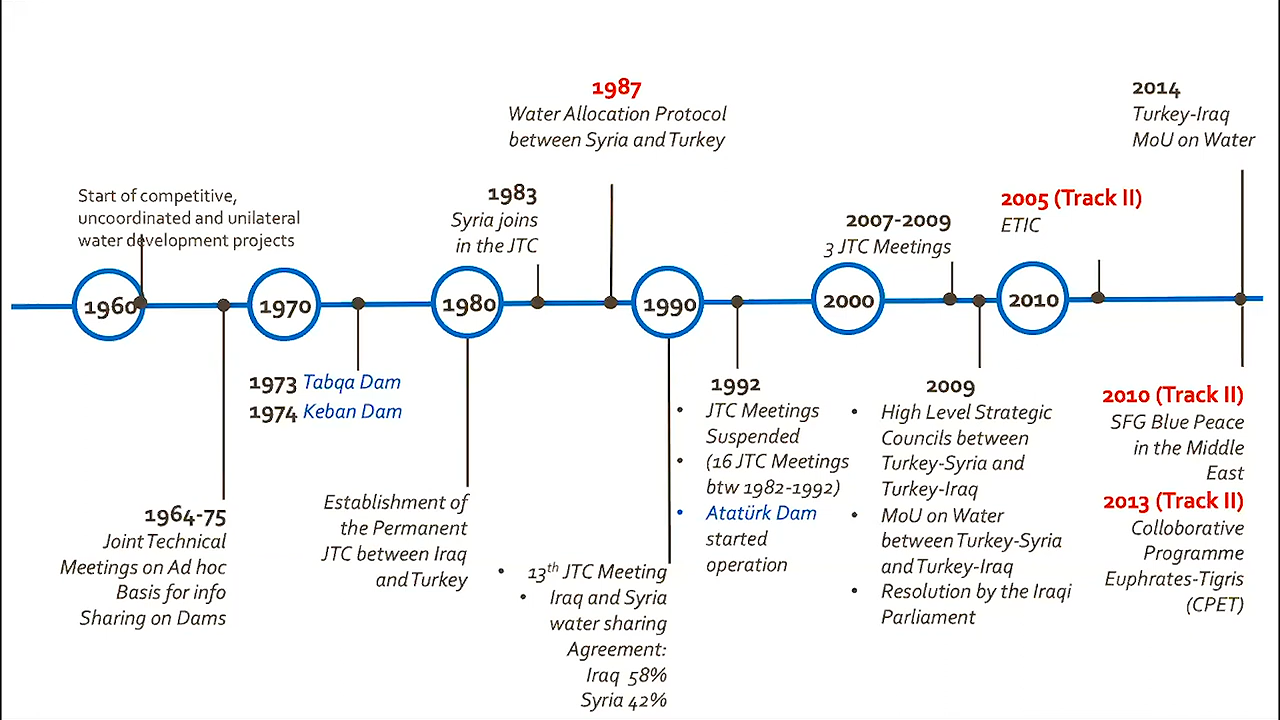 1987
Water Allocation Protocol
between Syria and Turkey
2014
Turkey-Iraq
MoU on Water
Start of competitive,
uncoordinated and unilateral
water development projects
1983
Syria joins
in the JTC
2007-2009
3 JTC Meetings
2005 (Track II)
ETIC
1960
1970
1980
1990
2000
2010
1973 Tabqa Dam
1974 Keban Dam
1964-75
Joint Technical
Meetings on Ad hoc
Basis for info
Sharing on Dams
Establishment of
the Permanent
JTC between Iraq
and Turkey
• 13th JTC Meeting
• Iraq and Syria
water sharing
Agreement:
Iraq 58%
Syria 42%
1992
• JTC Meetings
Suspended
• (16 JTC Meetings
btw 1982-1992)
• Atatürk Dam
started
operation
2009
• High Level Strategic
Councils between
Turkey-Syria and
Turkey-Iraq
• MoU on Water
between Turkey-Syria
and Turkey-Iraq
• Resolution by the Iraqi
Parliament
2010 (Track II)
SFG Blue Peace
in the Middle
East
2013 (Track II)
Colloborative
Programme
Euphrates-Tigris
(CPET)